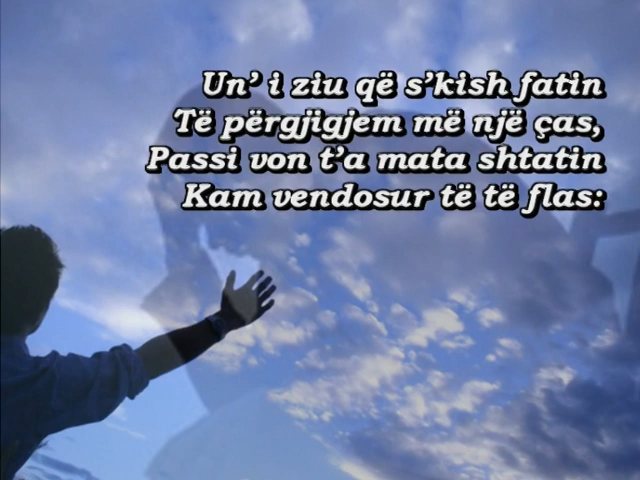 Un’ i ziu që s’kish fatin
Të përgjigjem më një ças,
Passi von t’a mata shtatin
Kam vendosur të të flas: